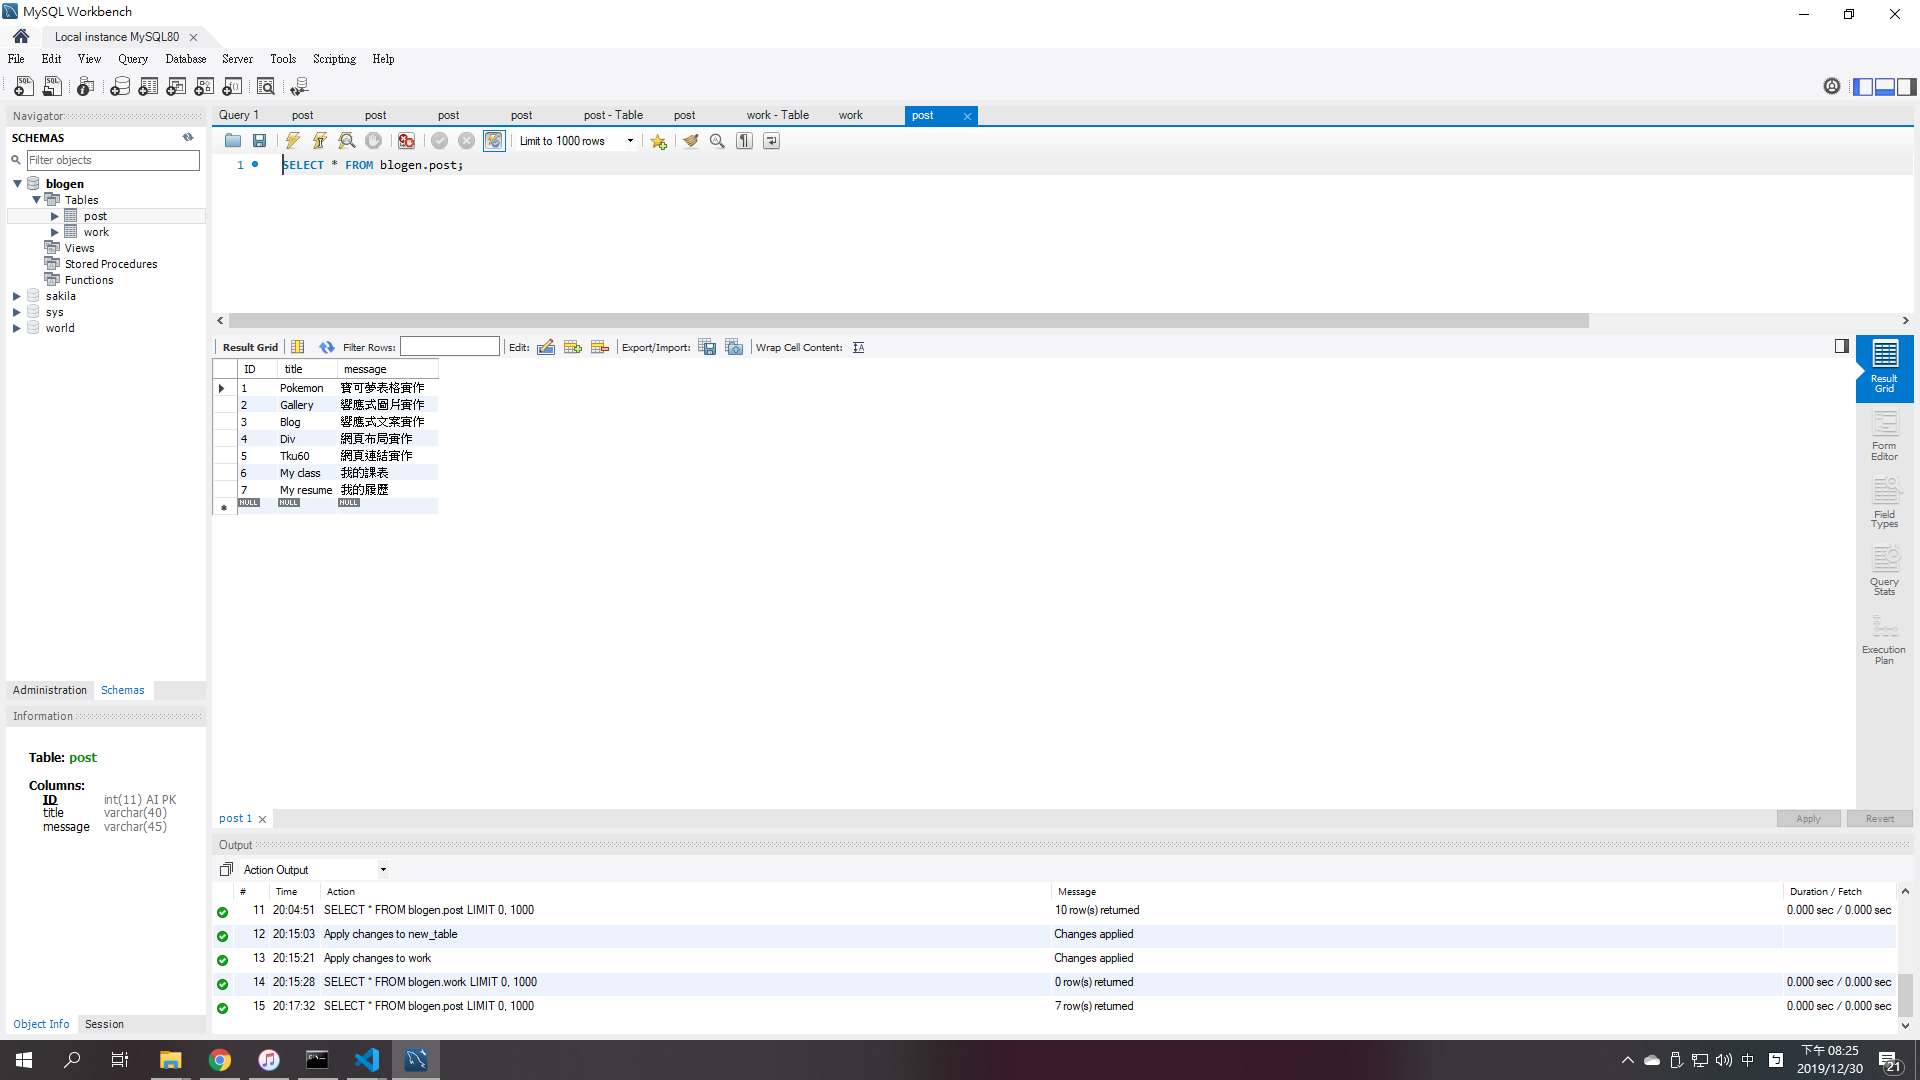 MySQL Workbench
Local instance MySQL80
File Edit View Query Database Server Tools Scripting Help
Navigator
SCHEMAS
Filter objects
blogen
Tables
post
work
Views
Stored Procedures
Functions
sakila
sys
world
Administration Schemas
Information
Table: post
Columns:
ID int(11) AI PK
title varchar(40)
message varchar(45)
Object Info Session
Query 1 post post post post post - Table post work - Table work post
Limit to 1000 rows
1 SELECT * FROM blogen.post;
Result Grid Filter Rows: Edit: Export/Import: Wrap Cell Content:
ID title message
1 Pokemon 寶可夢表格實作
2 Gallery 響應式圖片實作
3 Blog 響應式文案實作
4 Div 網頁布局實作
5 Tku60 網頁連結實作
6 My class 我的課表
7 My resume 我的履歷
NULL NULL NULL
Result Grid
Form Editor
Field Types
Query Stats
Execution Plan
post 1 Apply Revert
Output
Action Output
# Time Action Message Duration / Fetch
11 20:04:51 SELECT * FROM blogen.post LIMIT 0, 1000 10 row(s) returned 0.000 sec / 0.000 sec
12 20:15:03 Apply changes to new_table Changes applied
13 20:15:21 Apply changes to work Changes applied
14 20:15:28 SELECT * FROM blogen.work LIMIT 0, 1000 0 row(s) returned 0.000 sec / 0.000 sec
15 20:17:32 SELECT * FROM blogen.post LIMIT 0, 1000 7 row(s) returned 0.000 sec / 0.000 sec
中 ㄅ 下午 08:25
2019/12/30
21